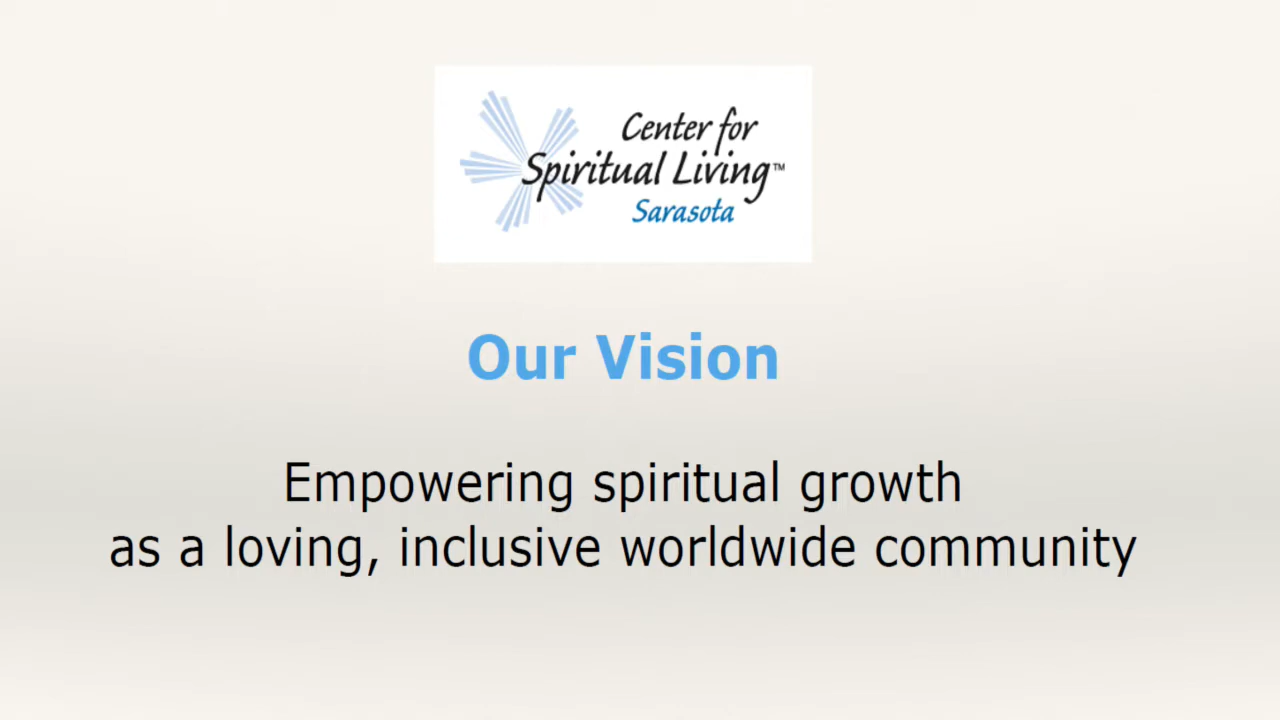 Center for
Spiritual Living™
Sarasota
Our Vision
Empowering spiritual growth
as a loving, inclusive worldwide community